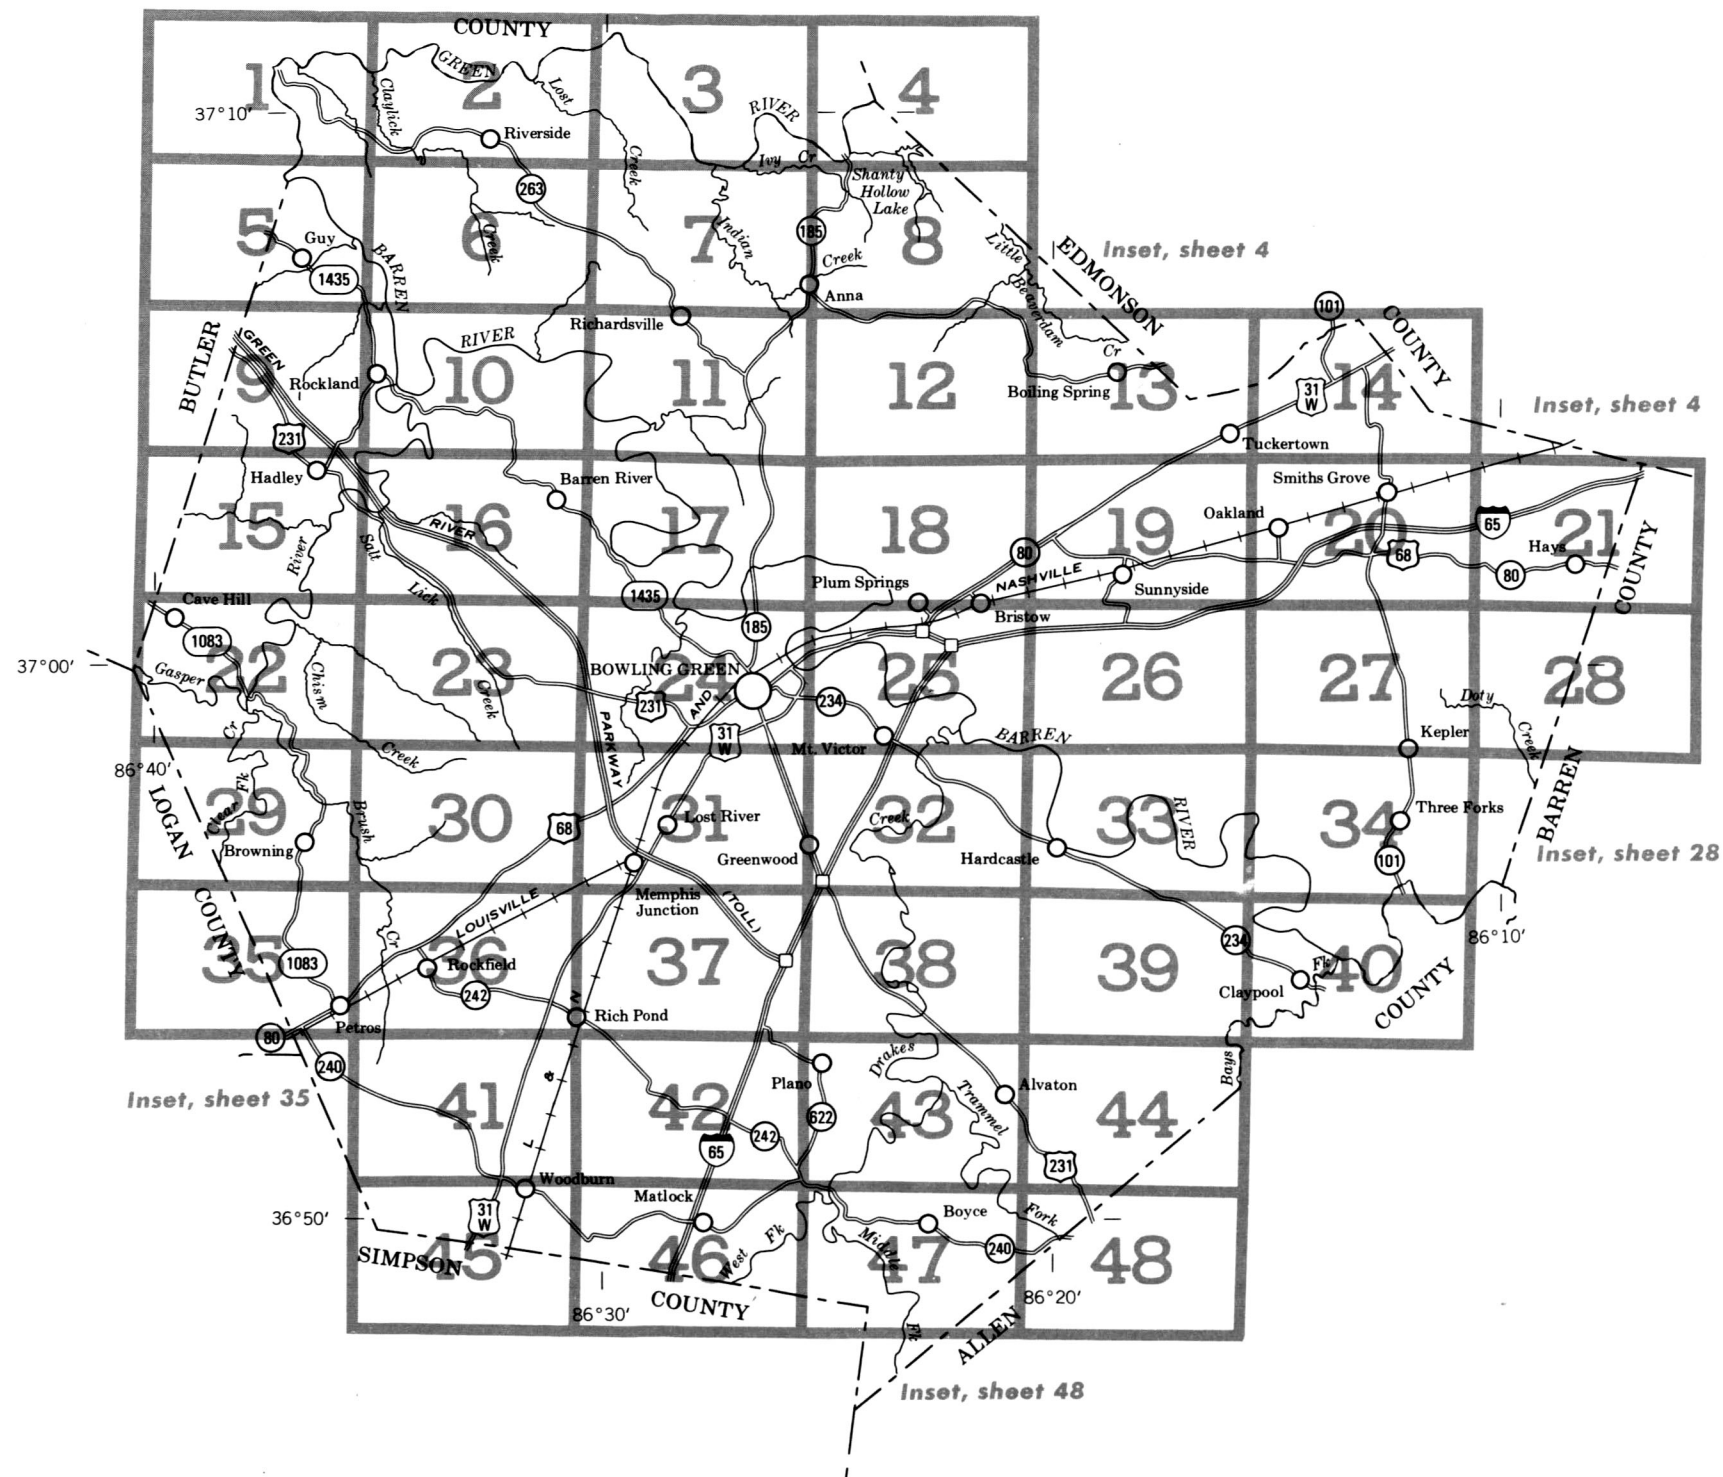 COUNTY
GREEN
1
2
3
4
Lost
Claylick
37°10′
RIVER
Riverside
Ivy Cr
Creek
Shanty
Hollow
Lake
263
5
6
7
8
185
Guy
Creek
Indian
Little
EDMONSON
Inset, sheet 4
BARREN
Creek
1435
Anna
Beaverdam
101
COUNTY
Richardsville
BUTLER
GREEN
RIVER
Cr
9
10
11
12
13
14
Rockland
Boiling Spring
31
W
Inset, sheet 4
231
Tuckertown
Hadley
Barren River
Smiths Grove
15
16
17
18
19
20
21
RIVER
Oakland
65
River
Salt
80
68
Hays
COUNTY
Plum Springs
NASHVILLE
80
Lick
1435
Sunnyside
Cave Hill
Bristow
185
1083
37°00′
Gasper
22
23
24
25
26
27
28
Chism
BOWLING GREEN
Creek
231
AND
234
Doty
Cr
PARKWAY
31
W
Mt. Victor
BARREN
Kepler
Creek
86°40′
Creek
LOGAN
Fk
Clear
Brush
29
30
31
32
33
34
BARREN
68
Lost River
Creek
RIVER
Three Forks
Browning
Greenwood
Hardcastle
101
Inset, sheet 28
COUNTY
LOUISVILLE
Memphis
Junction
(TOLL)
86°10′
Cr
234
35
36
37
38
39
40
1083
Rockfield
Fk
242
Claypool
COUNTY
N
Rich Pond
Petros
80
240
Drakes
Bays
&
Plano
Alvaton
Inset, sheet 35
41
42
43
44
Trammel
622
L
242
65
231
Woodburn
Matlock
36°50′
31
W
Boyce
Fork
Fk
Middle
240
SIMPSON
45
46
47
48
West
86°30′
COUNTY
86°20′
Fk
ALLEN
Inset, sheet 48